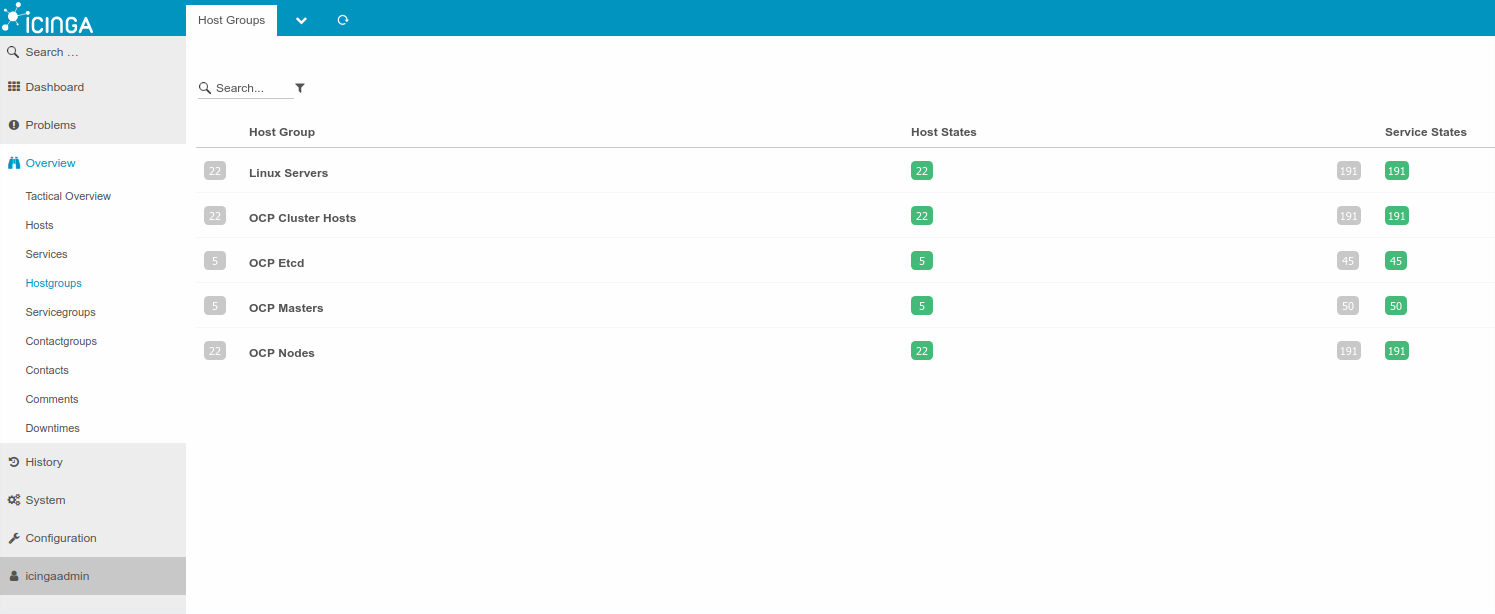 ICINGA
Host Groups
Search ...
Dashboard
Problems
Overview
Tactical Overview
Hosts
Services
Hostgroups
Servicegroups
Contactgroups
Contacts
Comments
Downtimes
History
System
Configuration
icingaadmin
Search...
Host Group Host States Service States
22 Linux Servers 22 191 191
22 OCP Cluster Hosts 22 191 191
5 OCP Etcd 5 45 45
5 OCP Masters 5 50 50
22 OCP Nodes 22 191 191